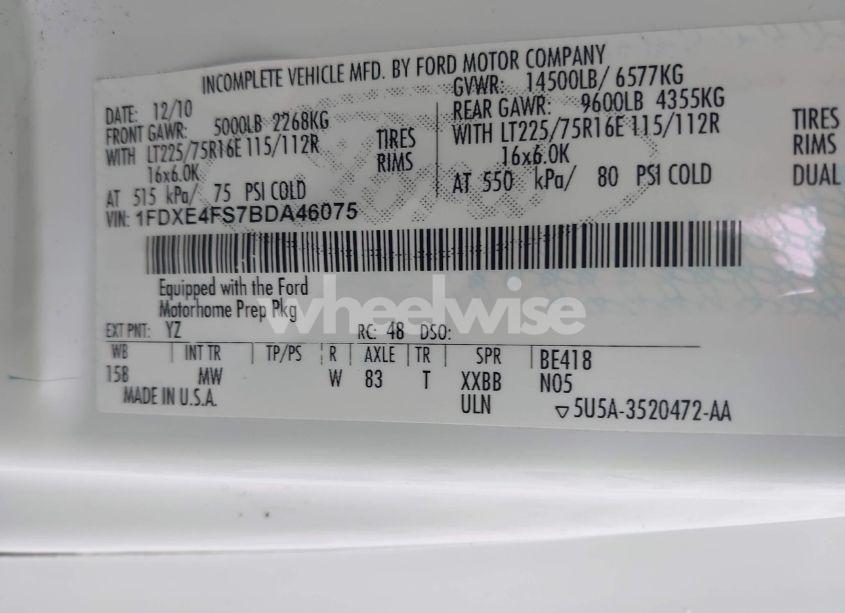 INCOMPLETE VEHICLE MFD. BY FORD MOTOR COMPANY
DATE: 12/10
FRONT GAWR: 5000LB 2268KG
WITH LT225/75R16E 115/112R TIRES
16x6.0K RIMS
AT 515 kPa/ 75 PSI COLD
GVWR: 14500LB/ 6577KG
REAR GAWR: 9600LB 4355KG
WITH LT225/75R16E 115/112R TIRES
16x6.0K RIMS
AT 550 kPa/ 80 PSI COLD DUAL
VIN: 1FDXE4FS7BDA46075
Equipped with the Ford
Motorhome Prep Pkg
wheelwise
EXT PNT: YZ RC: 48 DSO:
WB INT TR TP/PS R AXLE TR SPR BE418
158 MW W 83 T XXBB N05
MADE IN U.S.A. ULN 5U5A-3520472-AA